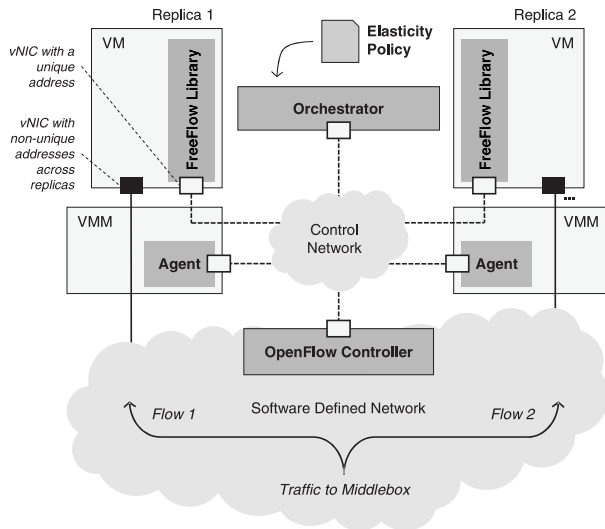 Replica 1
Replica 2
Elasticity
Policy
vNIC with a
unique
address
VM
FreeFlow Library
Orchestrator
VM
FreeFlow Library
vNIC with
non-unique
addresses
across
replicas
...
VMM
Agent
Control
Network
VMM
Agent
OpenFlow Controller
Flow 1
Software Defined Network
Flow 2
Traffic to Middlebox